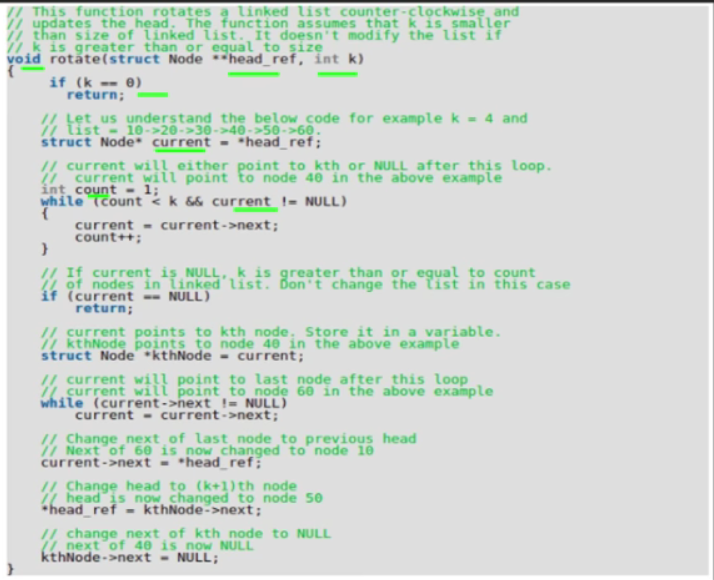 // This function rotates a linked list counter-clockwise and
// updates the head. The function assumes that k is smaller
// than size of linked list. It doesn't modify the list if
// k is greater than or equal to size
void rotate(struct Node **head_ref, int k)
{
if (k == 0)
return;
// Let us understand the below code for example k = 4 and
// list = 10->20->30->40->50->60.
struct Node* current = *head_ref;
// current will either point to kth or NULL after this loop.
// current will point to node 40 in the above example
int count = 1;
while (count < k && current != NULL)
{
current = current->next;
count++;
}
// If current is NULL, k is greater than or equal to count
// of nodes in linked list. Don't change the list in this case
if (current == NULL)
return;
// current points to kth node. Store it in a variable.
// kthNode points to node 40 in the above example
struct Node *kthNode = current;
// current will point to last node after this loop
// current will point to node 60 in the above example
while (current->next != NULL)
current = current->next;
// Change next of last node to previous head
// Next of 60 is now changed to node 10
current->next = *head_ref;
// Change head to (k+1)th node
// head is now changed to node 50
*head_ref = kthNode->next;
// change next of kth node to NULL
// next of 40 is now NULL
kthNode->next = NULL;
}